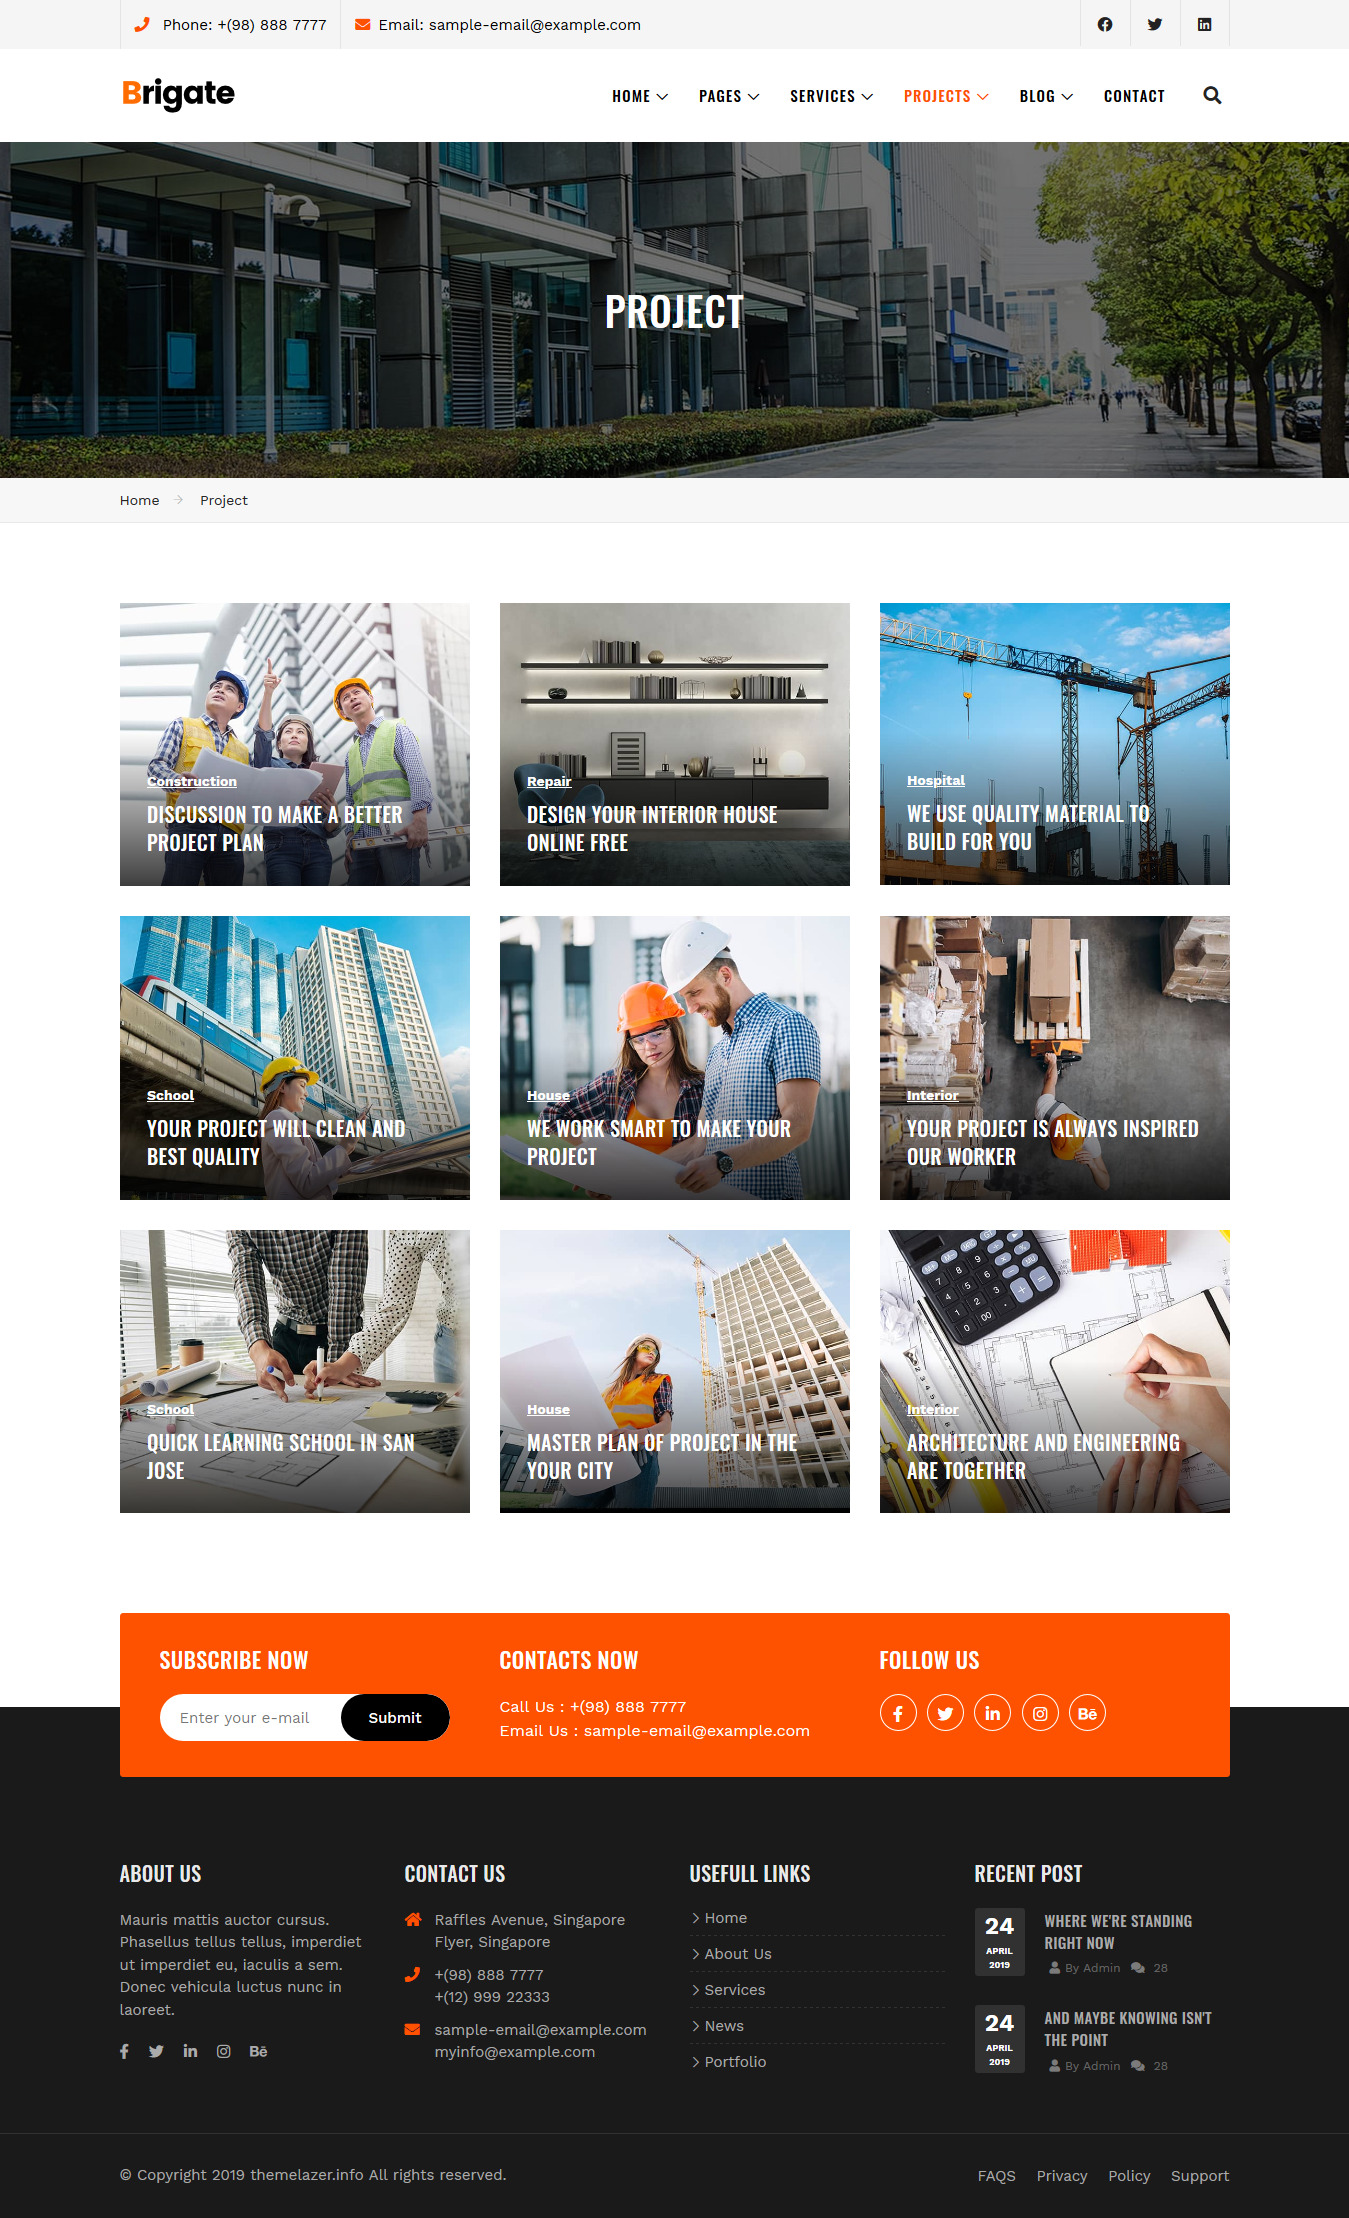 Phone: +(98) 888 7777
Email: sample-email@example.com
Brigate
HOME
PAGES
SERVICES
PROJECTS
BLOG
CONTACT
PROJECT
Home
Project
Construction
DISCUSSION TO MAKE A BETTER
PROJECT PLAN
Repair
DESIGN YOUR INTERIOR HOUSE
ONLINE FREE
Hospital
WE USE QUALITY MATERIAL TO
BUILD FOR YOU
School
YOUR PROJECT WILL CLEAN AND
BEST QUALITY
House
WE WORK SMART TO MAKE YOUR
PROJECT
Interior
YOUR PROJECT IS ALWAYS INSPIRED
OUR WORKER
School
QUICK LEARNING SCHOOL IN SAN
JOSE
House
MASTER PLAN OF PROJECT IN THE
YOUR CITY
Interior
ARCHITECTURE AND ENGINEERING
ARE TOGETHER
SUBSCRIBE NOW
Enter your e-mail
Submit
CONTACTS NOW
Call Us : +(98) 888 7777
Email Us : sample-email@example.com
FOLLOW US
ABOUT US
Mauris mattis auctor cursus.
Phasellus tellus tellus, imperdiet
ut imperdiet eu, iaculis a sem.
Donec vehicula luctus nunc in
laoreet.
CONTACT US
Raffles Avenue, Singapore
Flyer, Singapore
+(98) 888 7777
+(12) 999 22333
sample-email@example.com
myinfo@example.com
USEFULL LINKS
Home
About Us
Services
News
Portfolio
RECENT POST
24
APRIL
2019
WHERE WE'RE STANDING
RIGHT NOW
By Admin
28
24
APRIL
2019
AND MAYBE KNOWING ISN'T
THE POINT
By Admin
28
© Copyright 2019 themelazer.info All rights reserved.
FAQS
Privacy
Policy
Support